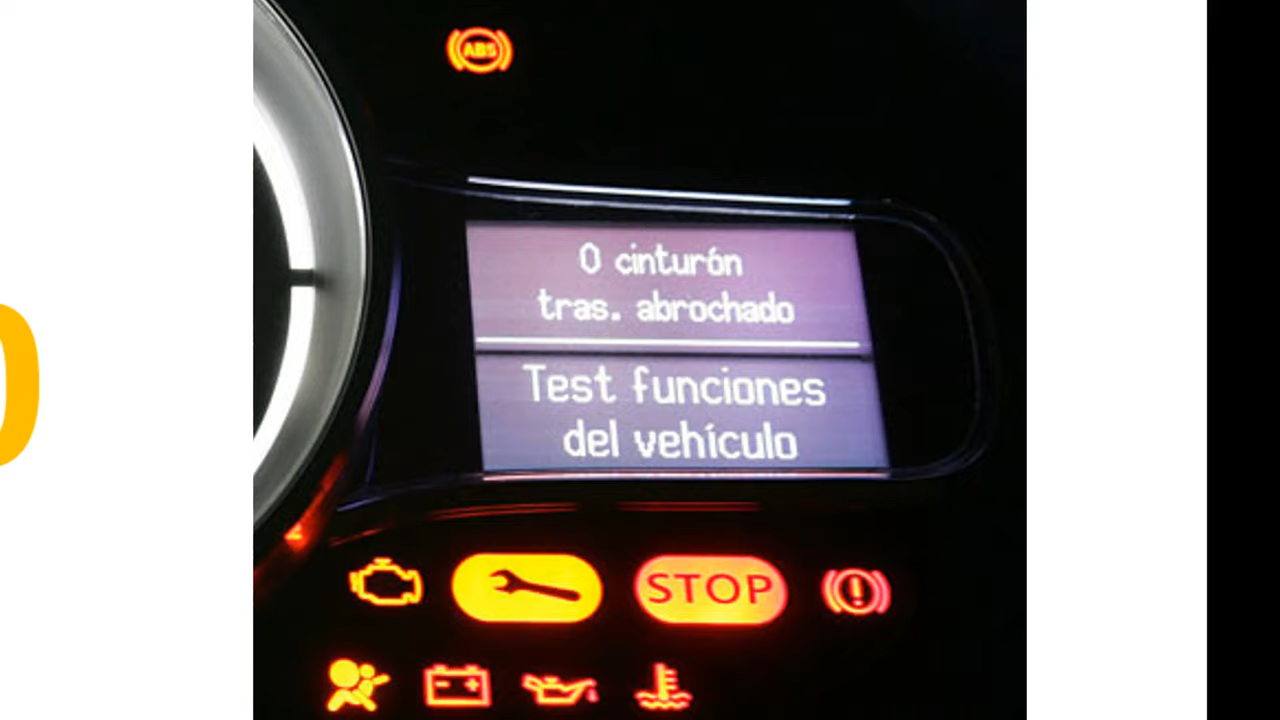 ABS
0 cinturón
tras. abrochado
Test funciones
del vehículo
STOP